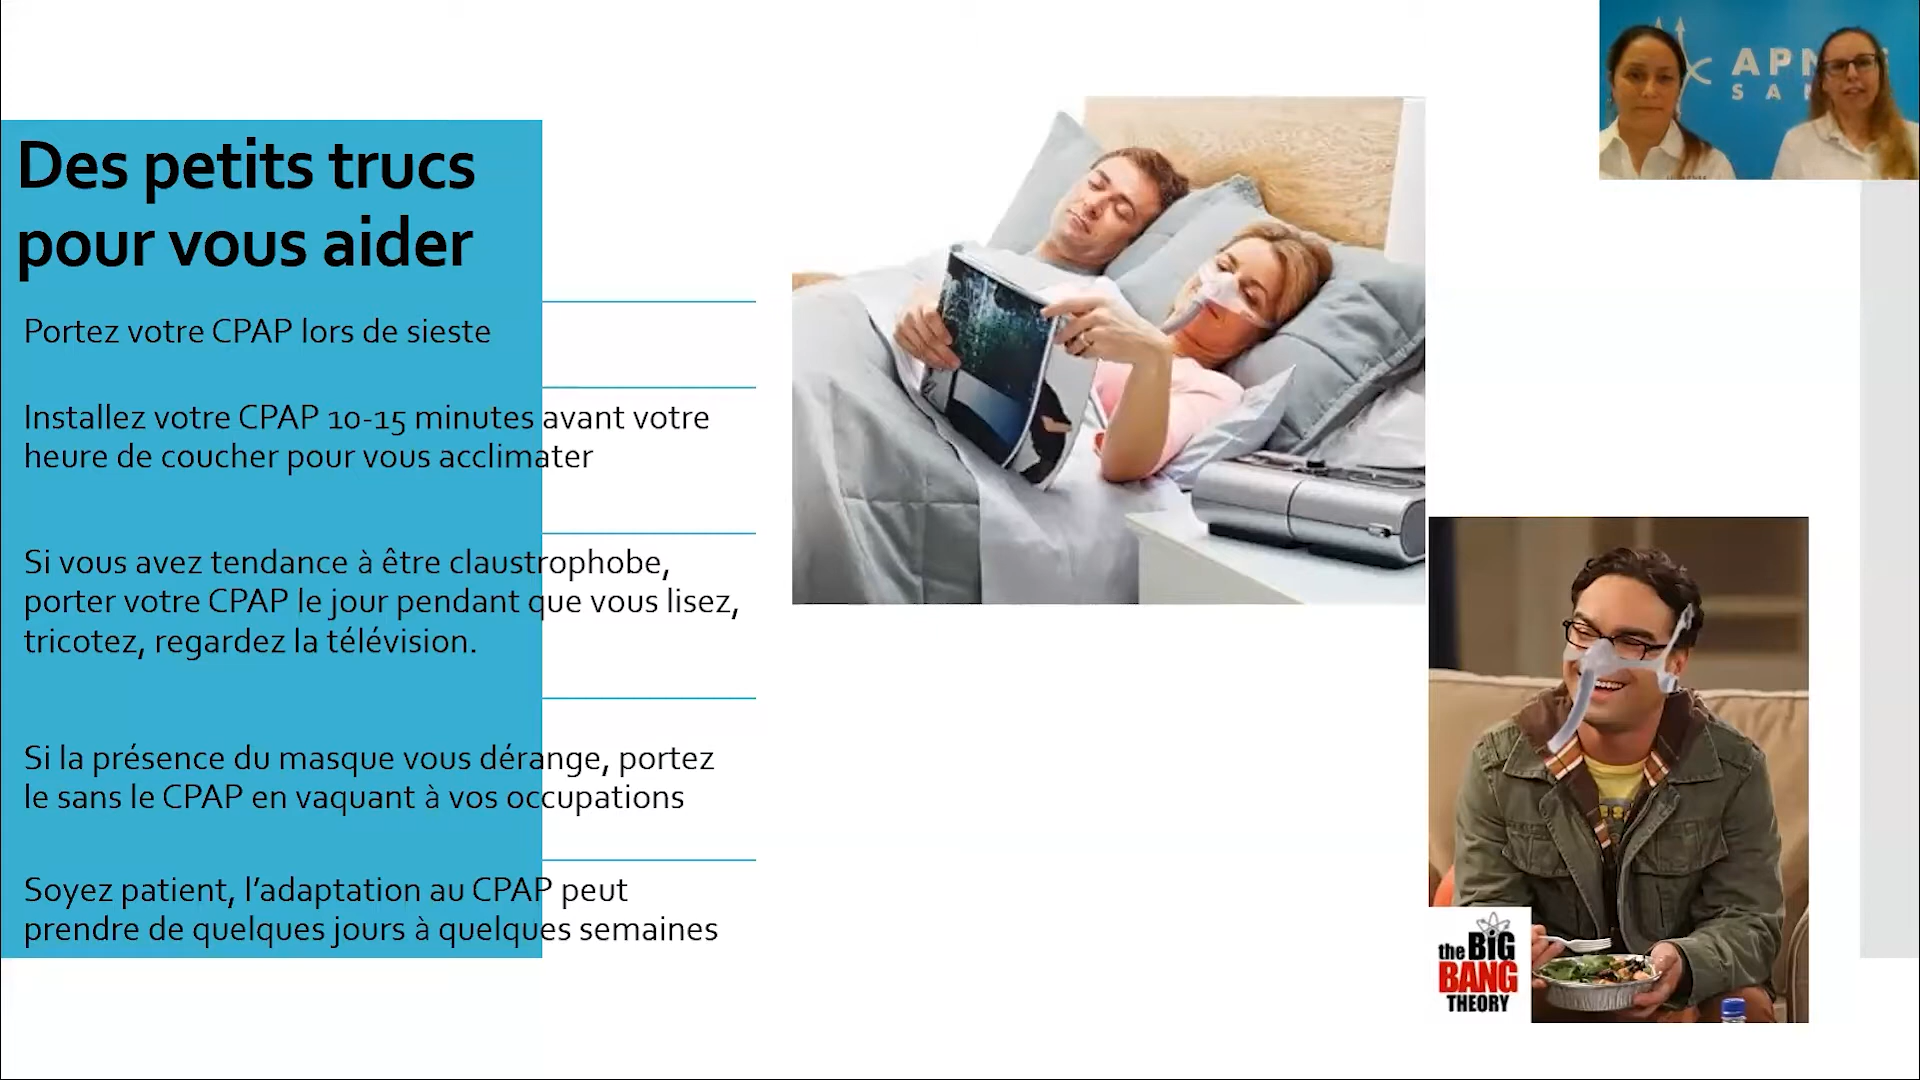 Des petits trucs
pour vous aider
Portez votre CPAP lors de sieste
Installez votre CPAP 10-15 minutes avant votre
heure de coucher pour vous acclimater
Si vous avez tendance à être claustrophobe,
porter votre CPAP le jour pendant que vous lisez,
tricotez, regardez la télévision.
Si la présence du masque vous dérange, portez
le sans le CPAP en vaquant à vos occupations
Soyez patient, l’adaptation au CPAP peut
prendre de quelques jours à quelques semaines
the BIG
BANG
THEORY